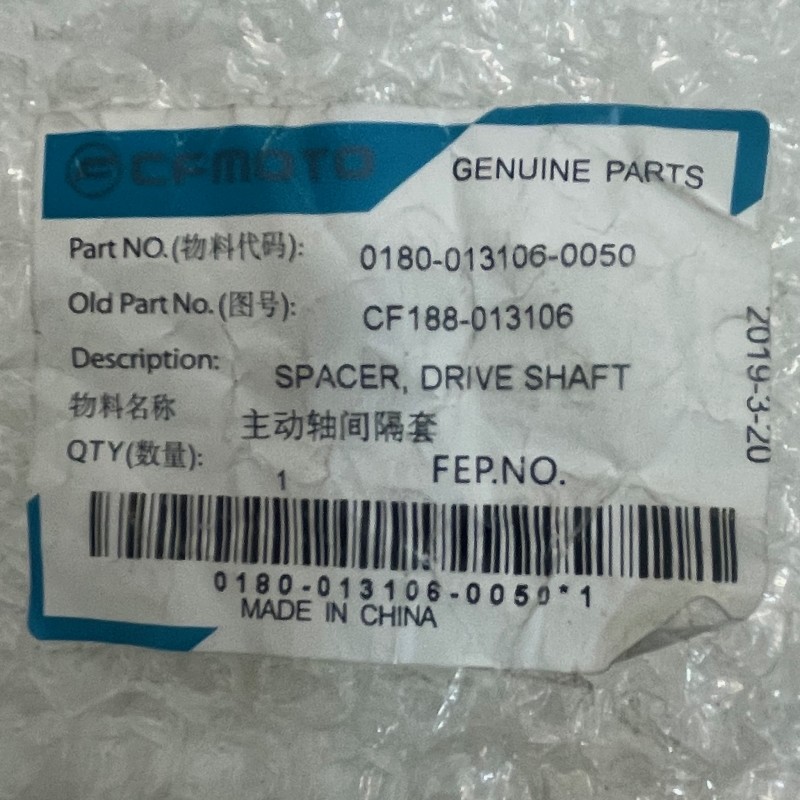 CFMOTO
GENUINE PARTS
Part NO.(物料代码): 0180-013106-0050
Old Part No.(图号): CF188-013106
Description: SPACER, DRIVE SHAFT
物料名称 主动轴间隔套
QTY(数量): 1 FEP.NO.
2019-3-20
0180-013106-0050*1
MADE IN CHINA